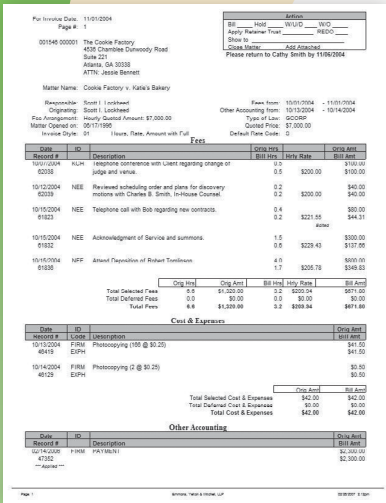 For Invoice Date: 11/01/2004
Page #: 1
Action
Bill Hold W/U/D W/O
Apply Retainer Trust REDO
Show to
Close Matter Add Attached
Please return to Cathy Smith by 11/06/2004
001546 000001 The Cookie Factory
4536 Chamblee Dunwoody Road
Suite 221
Atlanta, GA 30338
ATTN: Jessie Bennett
Matter Name: Cookie Factory v. Katie's Bakery
Responsible: Scott I. Lockheed Fees from: 10/01/2004 - 11/01/2004
Originating: Scott I. Lockheed Other Accounting from: 10/13/2004 - 10/14/2004
Fee Arrangement: Hourly Quoted Amount: $7,000.00 Type of Law: GCORP
Matter Opened on: 06/17/1996 Quoted Price: $7,000.00
Invoice Style: 01 Hours, Rate, Amount with Full Default Rate Code: 0
Fees
Date ID Orig Hrs Orig Amt
Record # Description Bill Hrs Hrly Rate Bill Amt
10/07/2004 KCH Telephone conference with Client regarding change of 0.5 $100.00
62038 judge and venue. 0.5 $200.00 $100.00
10/12/2004 NEE Reviewed scheduling order and plans for discovery 0.2 $40.00
62039 motions with Charles B. Smith, In-House Counsel. 0.2 $200.00 $40.00
10/15/2004 NEE Telephone call with Bob regarding new contracts. 0.4 $80.00
61823 0.2 $221.55 $44.31
Edited
10/15/2004 NEE Acknowledgment of Service and summons. 1.5 $300.00
61832 0.6 $229.43 $137.66
10/15/2004 NEE Attend Deposition of Robert Tomlinson. 4.0 $800.00
61836 1.7 $205.78 $349.83
Orig Hrs Orig Amt Bill Hrs Hrly Rate Bill Amt
Total Selected Fees 6.6 $1,320.00 3.2 $209.94 $671.80
Total Deferred Fees 0.0 $0.00 0.0 $0.00 $0.00
Total Fees 6.6 $1,320.00 3.2 $209.94 $671.80
Cost & Expenses
Date ID Orig Amt
Record # Code Description Bill Amt
10/13/2004 FIRM Photocopying (166 @ $0.25) $41.50
46419 EXPH $41.50
10/14/2004 FIRM Photocopying (2 @ $0.25) $0.50
46129 EXPH $0.50
Orig Amt Bill Amt
Total Selected Cost & Expenses $42.00 $42.00
Total Deferred Cost & Expenses $0.00 $0.00
Total Cost & Expenses $42.00 $42.00
Other Accounting
Date ID Orig Amt
Record # Description Bill Amt
02/14/2006 FIRM PAYMENT $2,300.00
47352 $2,300.00
*** Applied ***
Page: 1